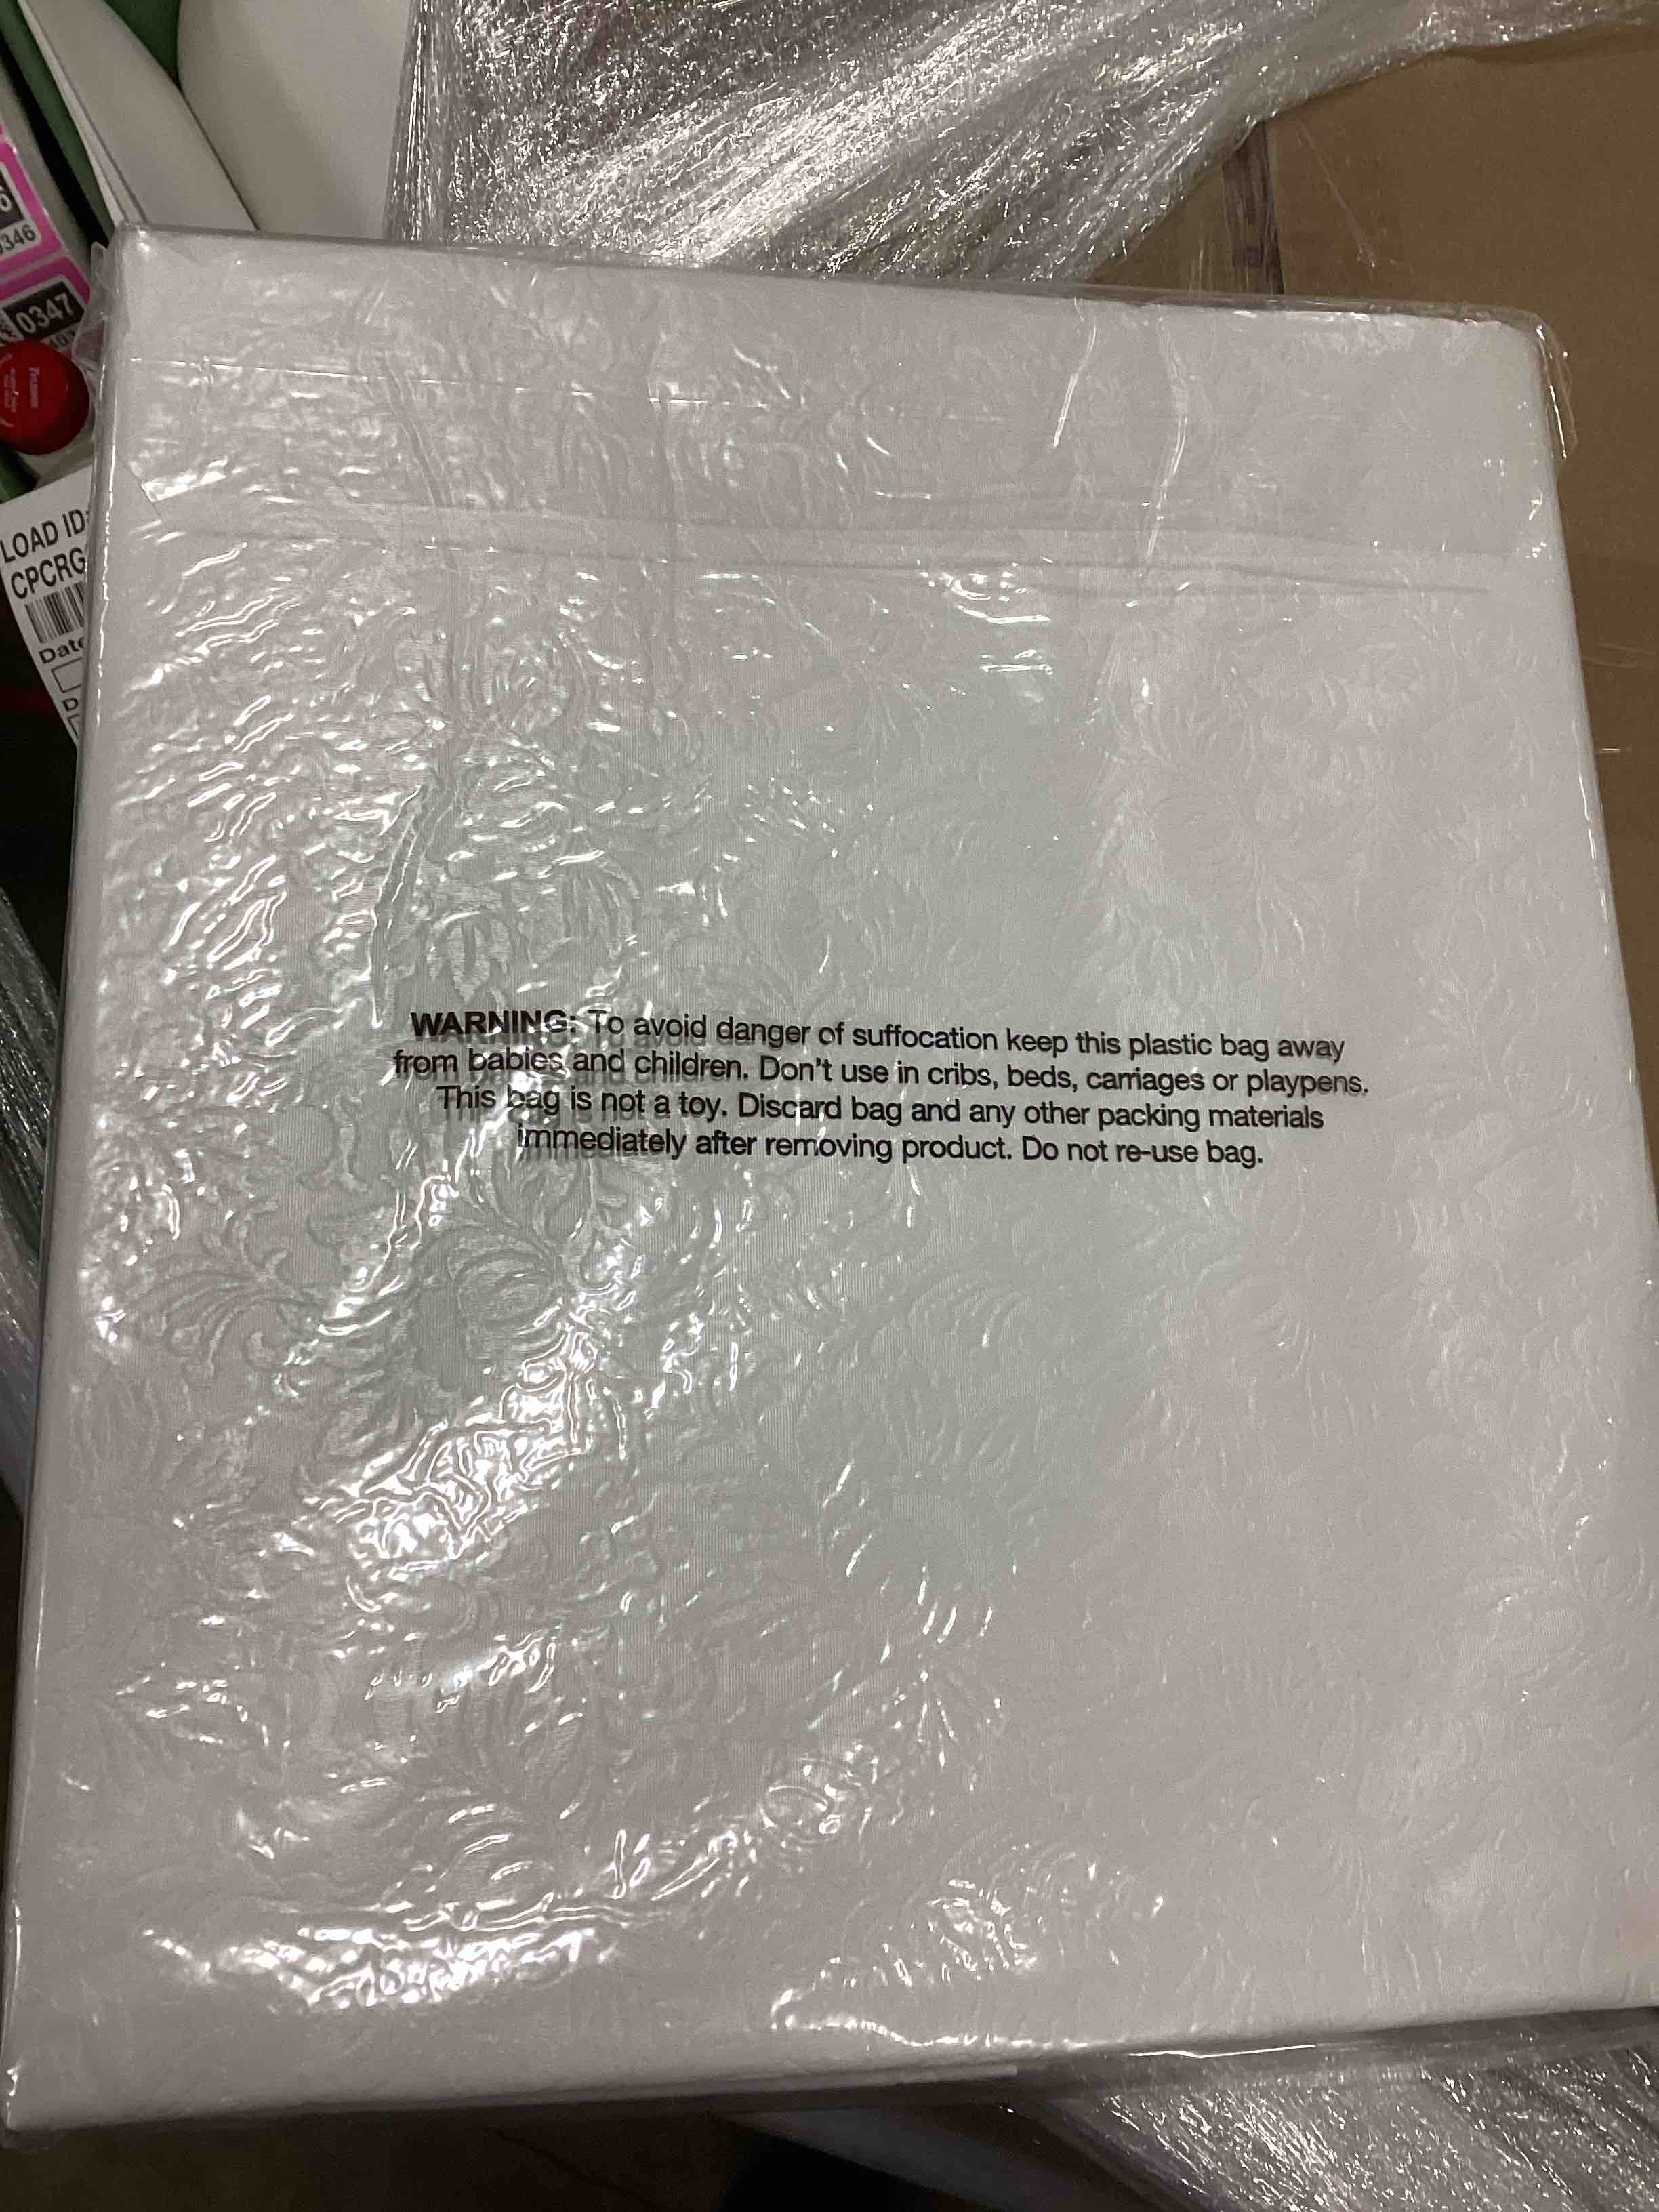 346
0347
LOAD ID:
CPCRG
Date
D
WARNING: To avoid danger of suffocation keep this plastic bag away
from babies and children. Don't use in cribs, beds, carriages or playpens.
This bag is not a toy. Discard bag and any other packing materials
immediately after removing product. Do not re-use bag.